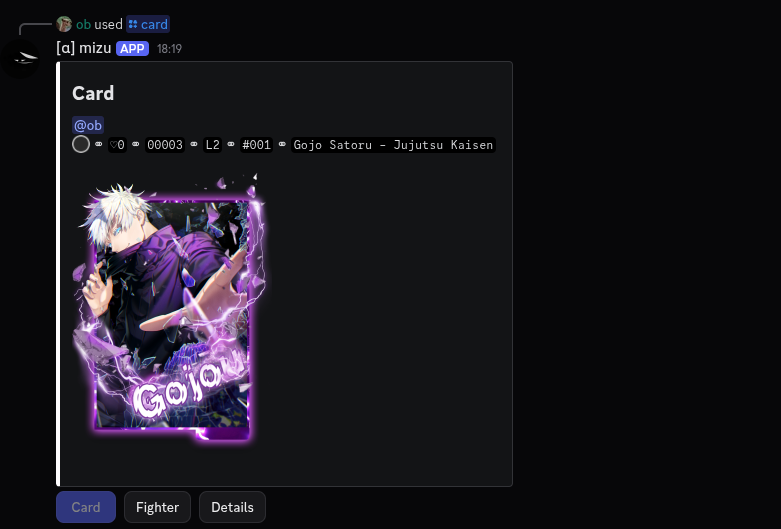 ob used card
[α] mizu APP 18:19
Card
@ob
♡0 ⚭ 00003 ⚭ L2 ⚭ #001 ⚭ Gojo Satoru – Jujutsu Kaisen
Gojou
Card Fighter Details